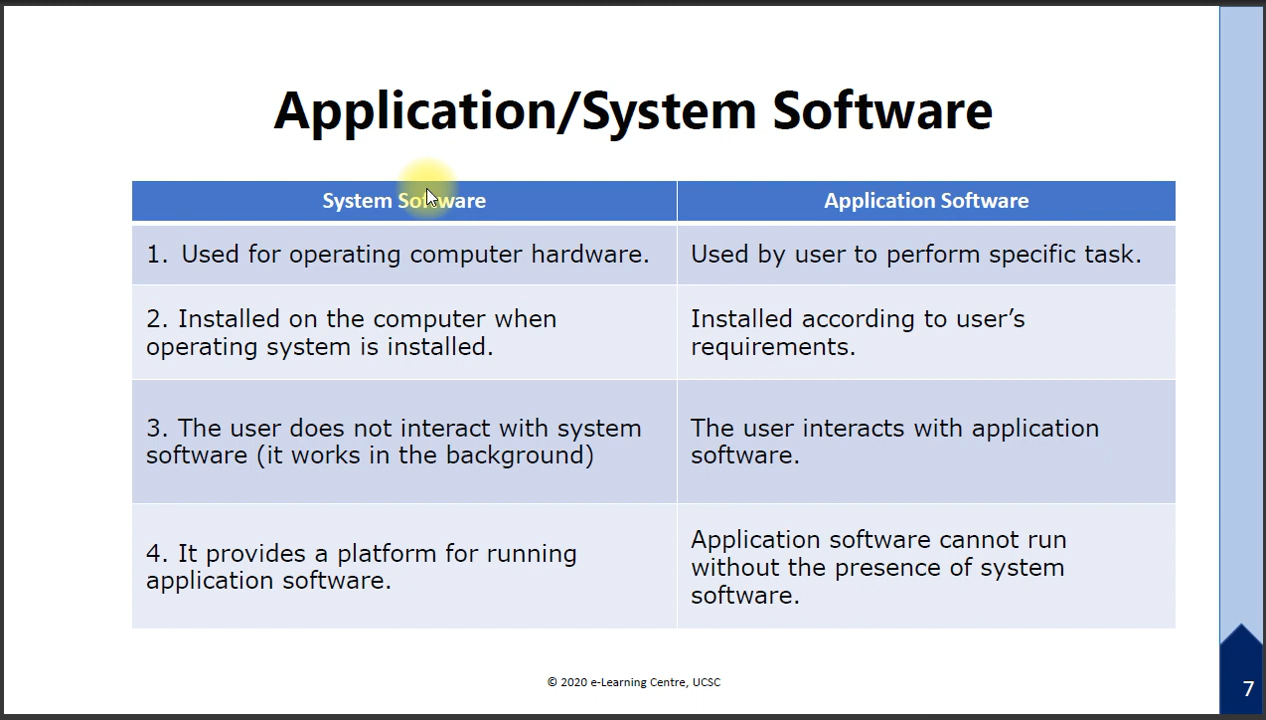 Application/System Software
System Software
Application Software
1. Used for operating computer hardware.
Used by user to perform specific task.
2. Installed on the computer when
operating system is installed.
Installed according to user’s
requirements.
3. The user does not interact with system
software (it works in the background)
The user interacts with application
software.
4. It provides a platform for running
application software.
Application software cannot run
without the presence of system
software.
© 2020 e-Learning Centre, UCSC
7